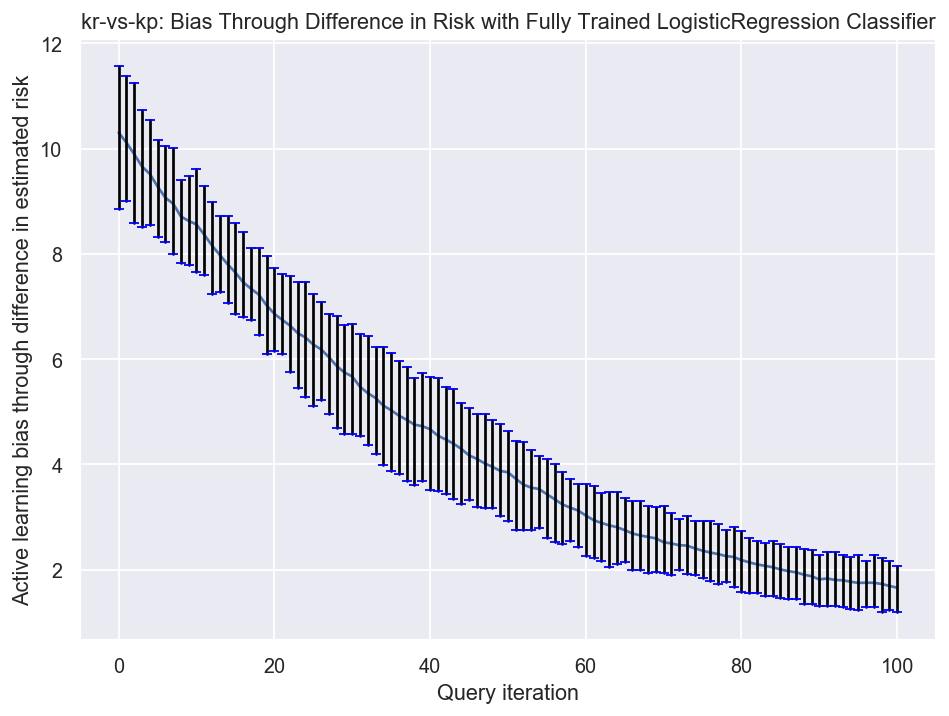 kr-vs-kp: Bias Through Difference in Risk with Fully Trained LogisticRegression Classifier
Active learning bias through difference in estimated risk
12
10
8
6
4
2
0 20 40 60 80 100
Query iteration